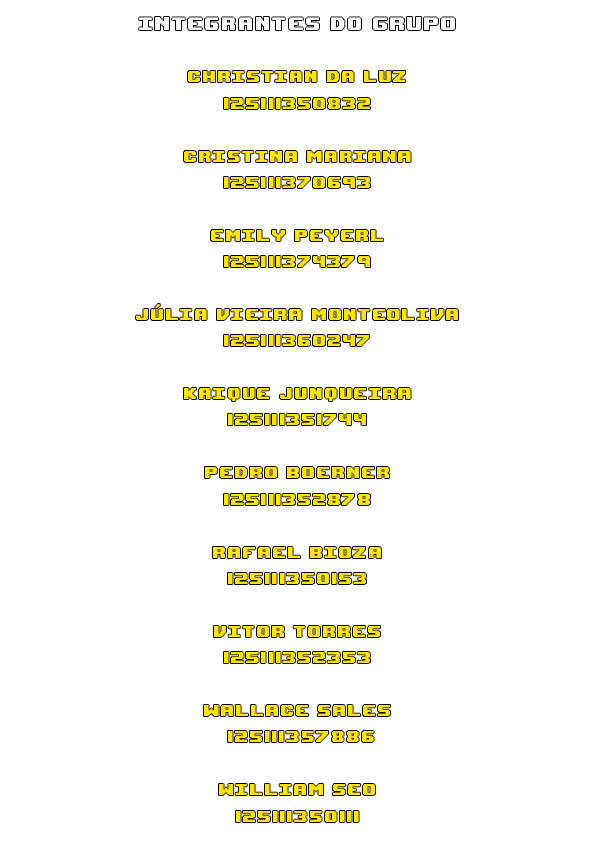 INTEGRANTES DO GRUPO
CHRISTIAN DA LUZ
125111350832
CRISTINA MARIANA
125111370693
EMILY PEYERL
125111374379
JÚLIA VIEIRA MONTEOLIVA
125111360247
KAIQUE JUNQUEIRA
125111351744
PEDRO BOERNER
125111352878
RAFAEL BIOZA
125111350153
VITOR TORRES
125111352353
WALLACE SALES
125111357886
WILLIAM SEO
125111350111